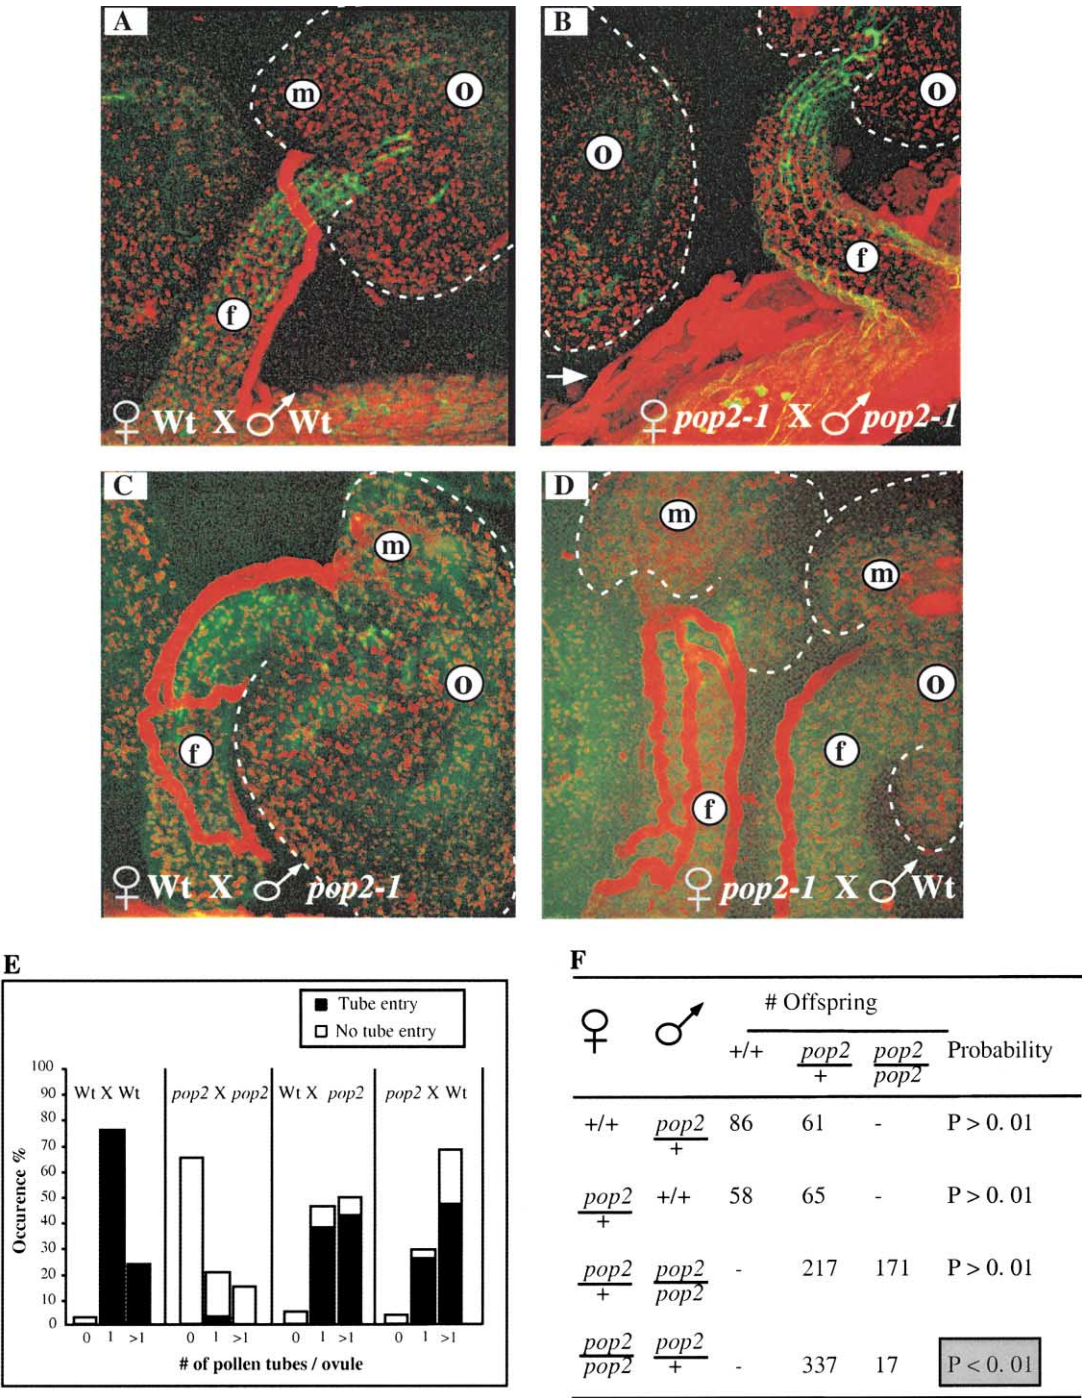 A
m
o
f
♀ Wt X ♂ Wt
B
o
o
f
♀ pop2-1 X ♂ pop2-1
C
m
o
f
♀ Wt X ♂ pop2-1
D
m
m
o
f
f
♀ pop2-1 X ♂ Wt
E
Tube entry
No tube entry
Occurence %
100
90
80
70
60
50
40
30
20
10
0
Wt X Wt
pop2 X pop2
Wt X pop2
pop2 X Wt
0 1 >1 0 1 >1 0 1 >1 0 1 >1
# of pollen tubes / ovule
F
# Offspring
♀ ♂ +/+ pop2/+ pop2/pop2 Probability
+/+ pop2/+ 86 61 - P > 0. 01
pop2/+ +/+ 58 65 - P > 0. 01
pop2/+ pop2/pop2 - 217 171 P > 0. 01
pop2/pop2 pop2/+ - 337 17 P < 0. 01